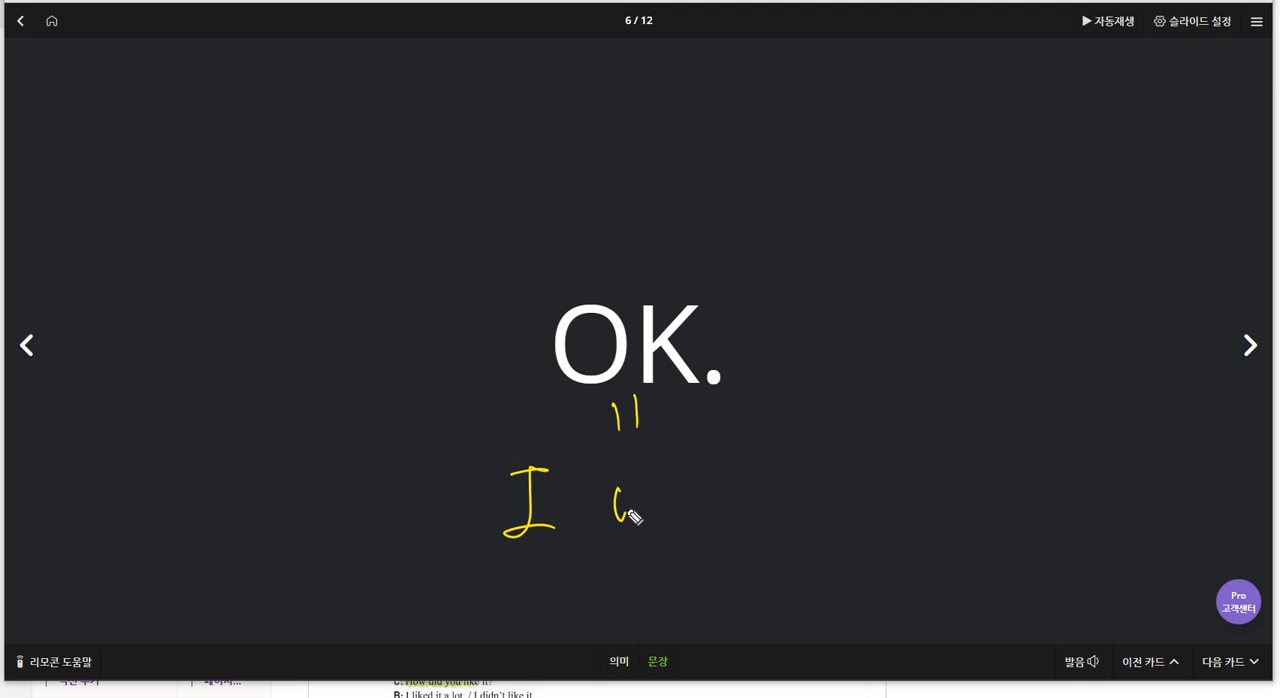 6 / 12
자동재생
슬라이드 설정
OK.
I
Pro
고객센터
리모콘 도움말
의미
문장
발음
이전 카드
다음 카드
C: How did you like it?
B: I liked it a lot. / I didn't like it